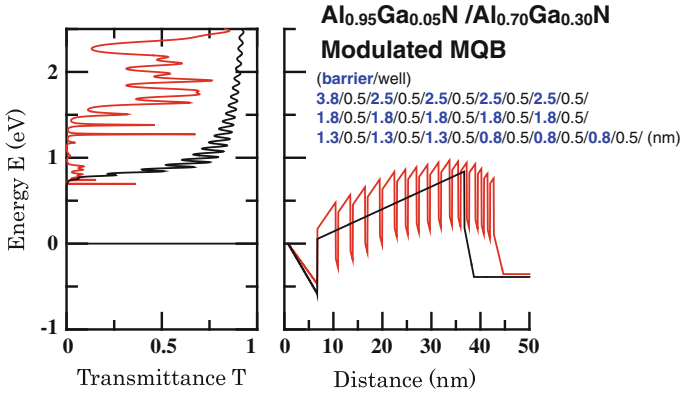 Al0.95Ga0.05N /Al0.70Ga0.30N
Modulated MQB
(barrier/well)
3.8/0.5/2.5/0.5/2.5/0.5/2.5/0.5/2.5/0.5/
1.8/0.5/1.8/0.5/1.8/0.5/1.8/0.5/1.8/0.5/
1.3/0.5/1.3/0.5/1.3/0.5/0.8/0.5/0.8/0.5/0.8/0.5/ (nm)
Energy E (eV)
2
1
0
-1
0 0.5 1
Transmittance T
0 10 20 30 40 50
Distance (nm)